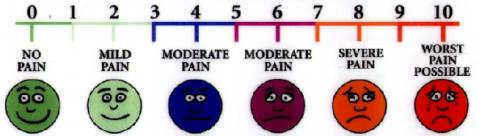 0 1 2 3 4 5 6 7 8 9 10
NO MILD MODERATE MODERATE SEVERE WORST
PAIN PAIN PAIN PAIN PAIN PAIN
POSSIBLE